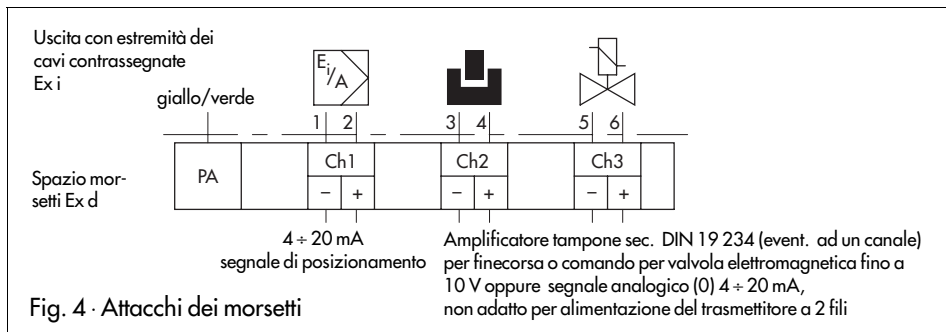 Uscita con estremità dei
cavi contrassegnate
Ex i
giallo/verde
Ei/A
1 2 3 4 5 6
Spazio mor-
setti Ex d
PA
Ch1 Ch2 Ch3
– + – + – +
4 ÷ 20 mA
segnale di posizionamento
Amplificatore tampone sec. DIN 19 234 (event. ad un canale)
per finecorsa o comando per valvola elettromagnetica fino a
10 V oppure segnale analogico (0) 4 ÷ 20 mA,
non adatto per alimentazione del trasmettitore a 2 fili
Fig. 4 · Attacchi dei morsetti